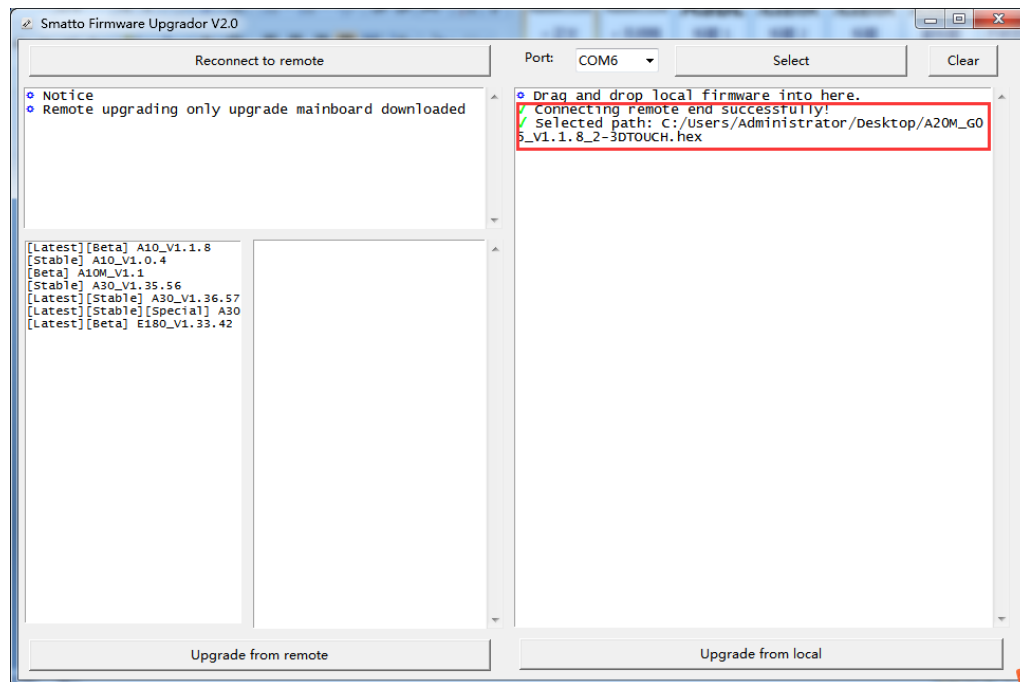 Smatto Firmware Upgrador V2.0
Reconnect to remote
Port:
COM6
Select
Clear
Notice
Remote upgrading only upgrade mainboard downloaded
Drag and drop local firmware into here.
√ Connecting remote end successfully!
√ Selected path: C:/Users/Administrator/Desktop/A20M_G0
5_V1.1.8_2-3DTOUCH.hex
[Latest][Beta] A10_V1.1.8
[Stable] A10_V1.0.4
[Beta] A10M_V1.1
[Stable] A30_V1.35.56
[Latest][Stable] A30_V1.36.57
[Latest][Stable][Special] A30
[Latest][Beta] E180_V1.33.42
Upgrade from remote
Upgrade from local